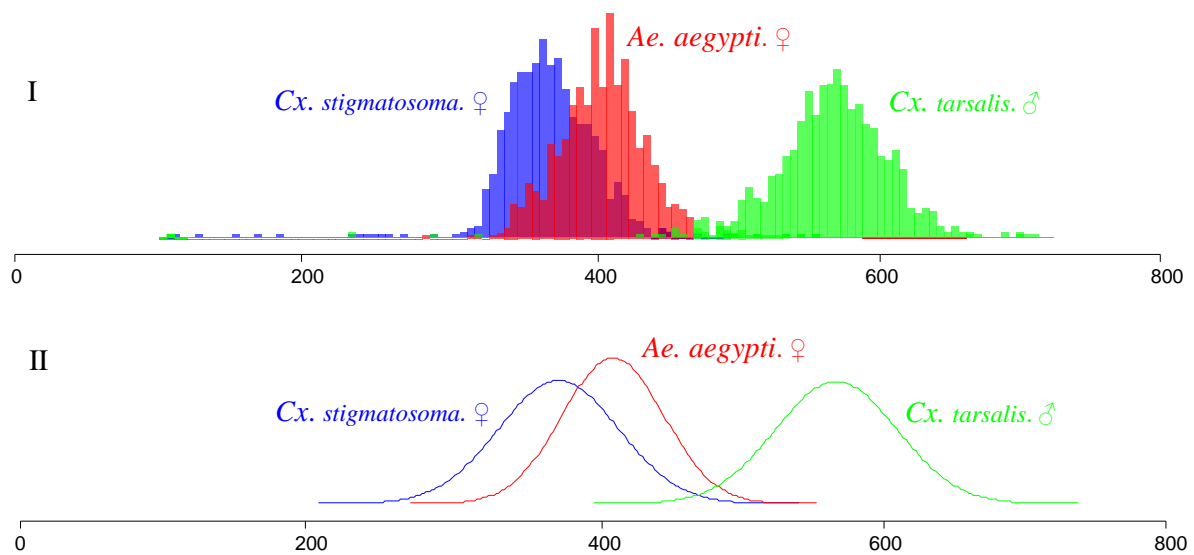 Ae. aegypti. ♀
I
Cx. stigmatosoma. ♀
Cx. tarsalis. ♂
0 200 400 600 800
Ae. aegypti. ♀
II
Cx. stigmatosoma. ♀
Cx. tarsalis. ♂
0 200 400 600 800